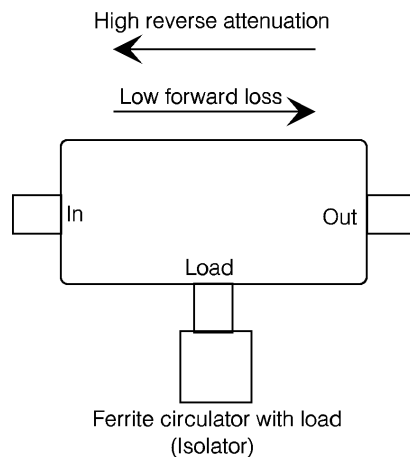 High reverse attenuation
Low forward loss
In
Out
Load
Ferrite circulator with load
(Isolator)